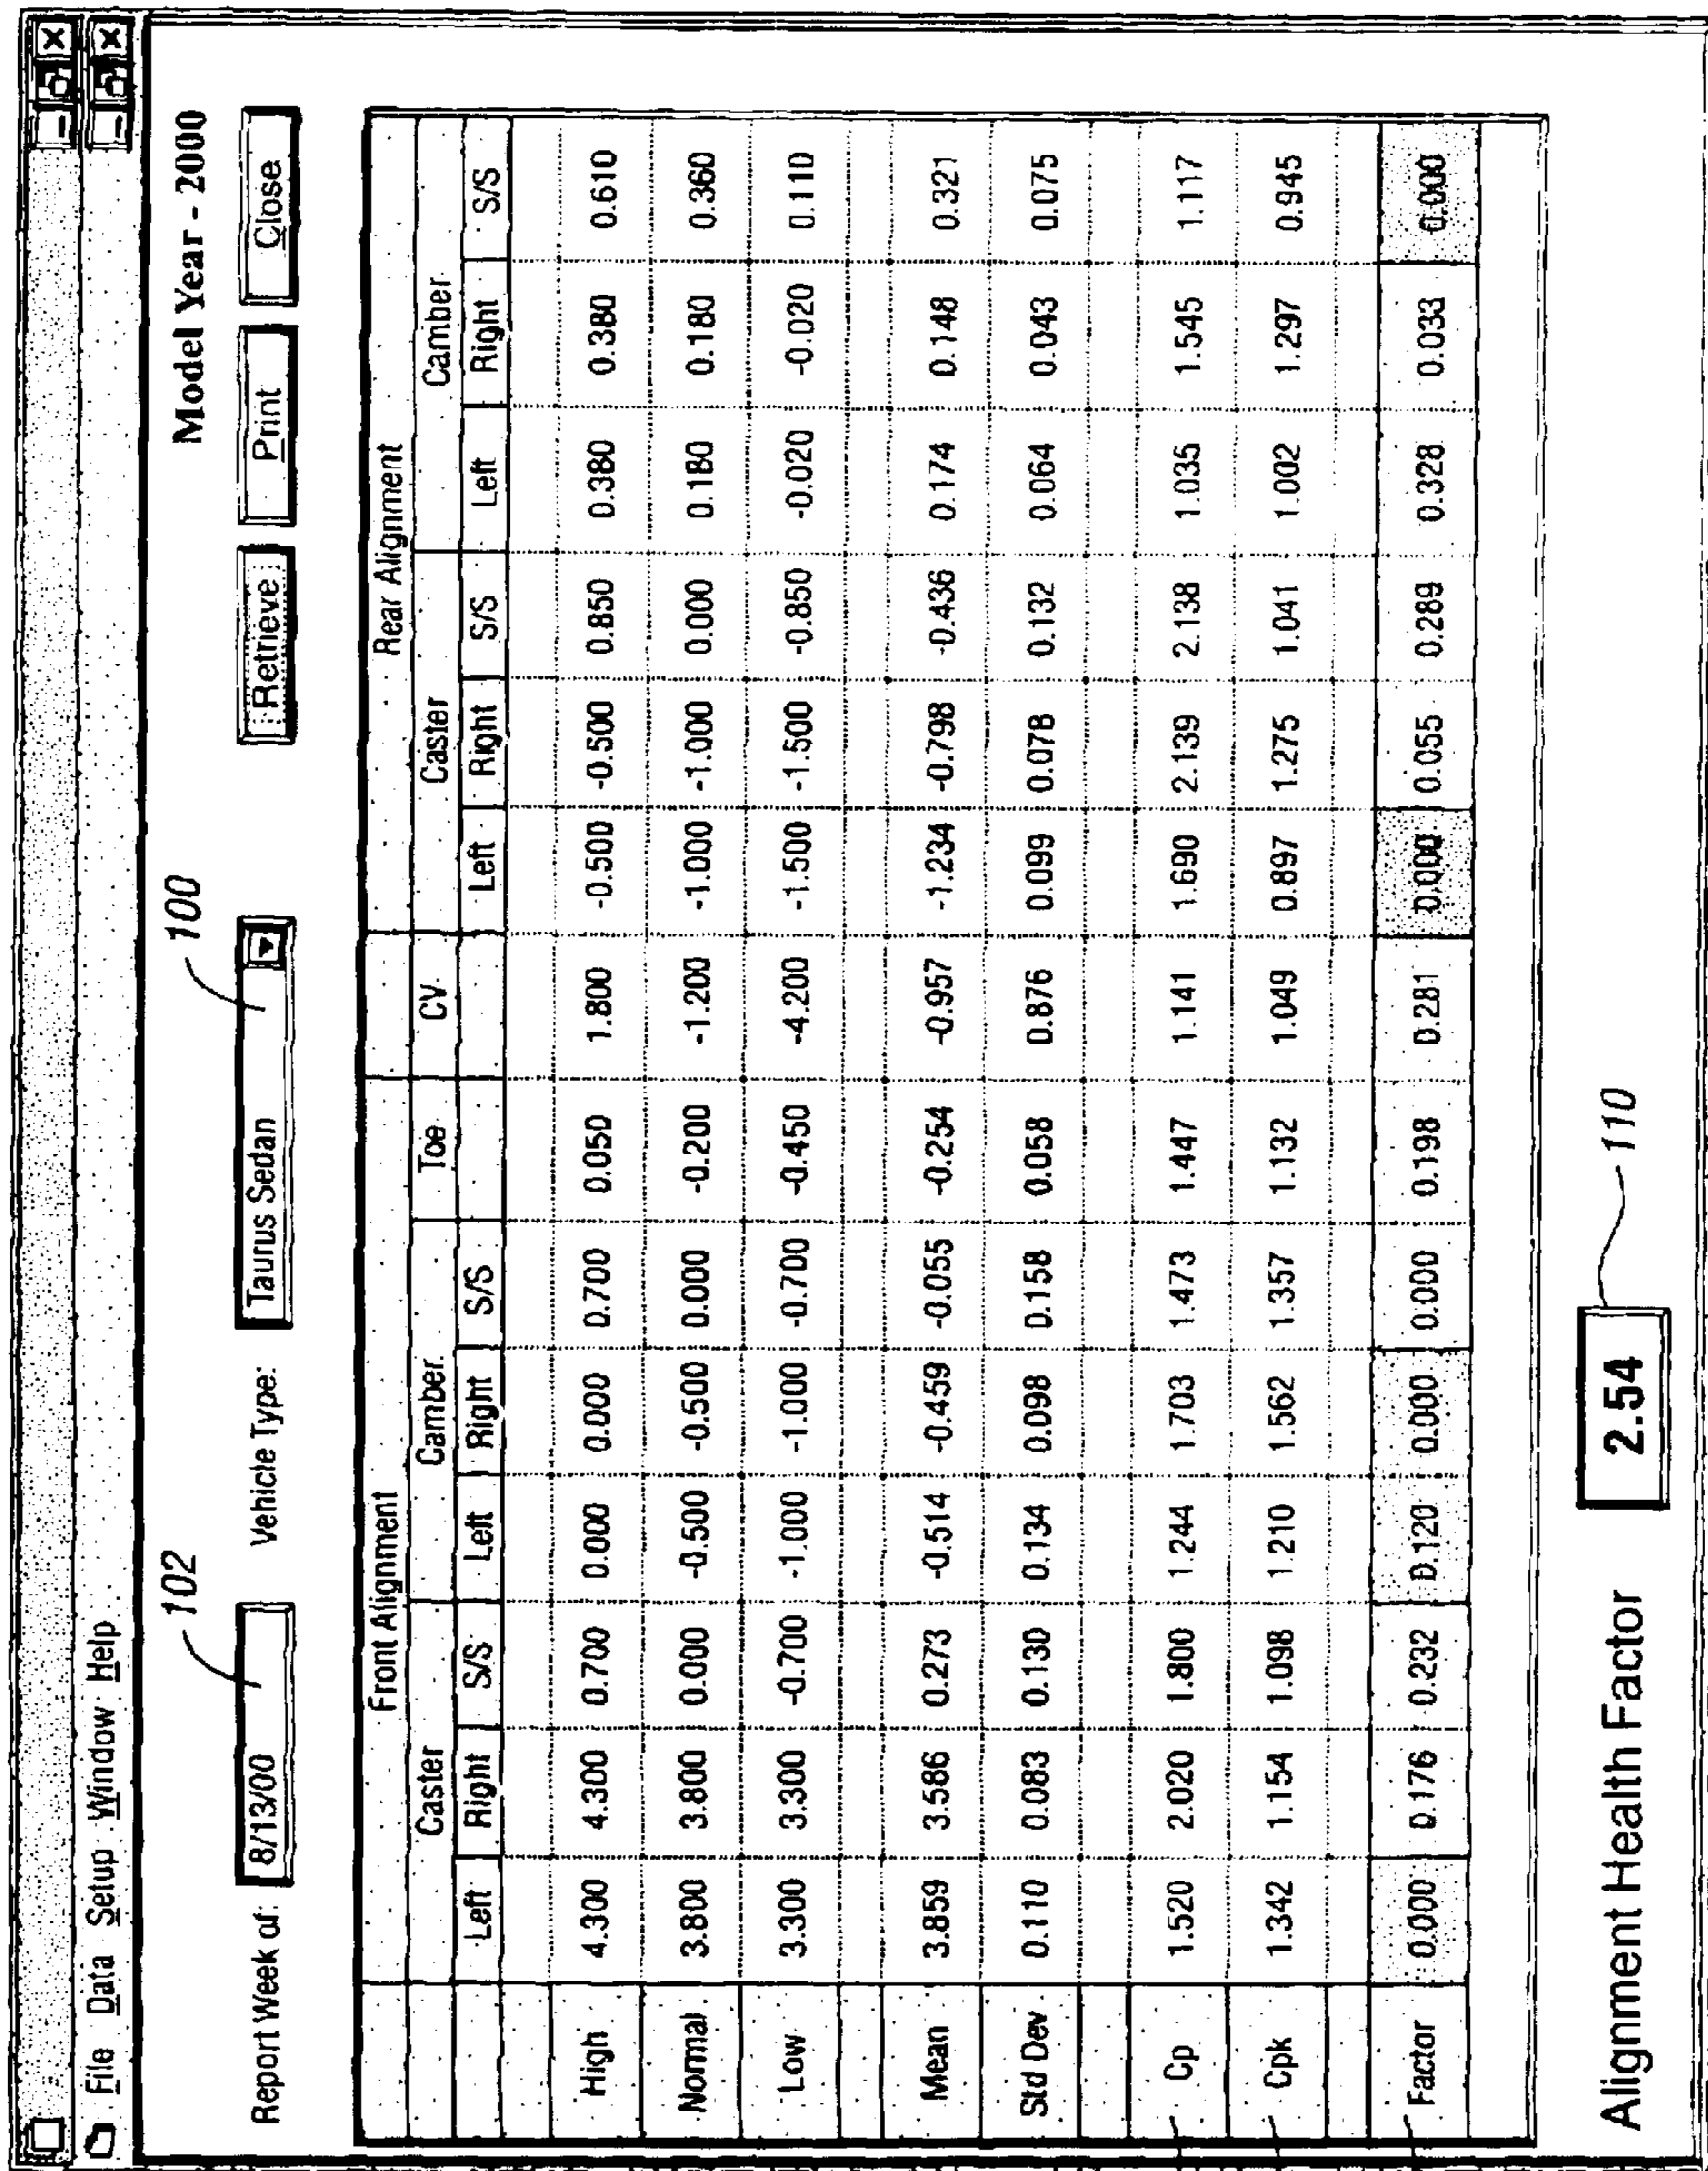 File Data Setup Window Help
Model Year - 2000
102 100
Report Week of: 8/13/00 Vehicle Type: Taurus Sedan Retrieve Print Close
Front Alignment Rear Alignment
Caster Camber Toe CV Caster Camber
Left Right S/S Left Right S/S Left Right S/S Left Right S/S
High 4.300 4.300 0.700 0.000 0.000 0.700 0.050 1.800 -0.500 -0.500 0.850 0.380 0.380 0.610
Normal 3.800 3.800 0.000 -0.500 -0.500 0.000 -0.200 -1.200 -1.000 -1.000 0.000 0.180 0.180 0.360
Low 3.300 3.300 -0.700 -1.000 -1.000 -0.700 -0.450 -4.200 -1.500 -1.500 -0.850 -0.020 -0.020 0.110
Mean 3.859 3.586 0.273 -0.514 -0.459 -0.055 -0.254 -0.957 -1.234 -0.798 -0.436 0.174 0.148 0.321
Std Dev 0.110 0.083 0.130 0.134 0.098 0.158 0.058 0.876 0.099 0.078 0.132 0.064 0.043 0.075
Cp 1.520 2.020 1.800 1.244 1.703 1.473 1.447 1.141 1.690 2.139 2.138 1.035 1.545 1.117
Cpk 1.342 1.154 1.098 1.210 1.562 1.357 1.132 1.049 0.897 1.275 1.041 1.002 1.297 0.945
Factor 0.000 0.176 0.232 0.120 0.000 0.000 0.198 0.281 0.000 0.055 0.289 0.328 0.033 0.000
Alignment Health Factor 2.54 110